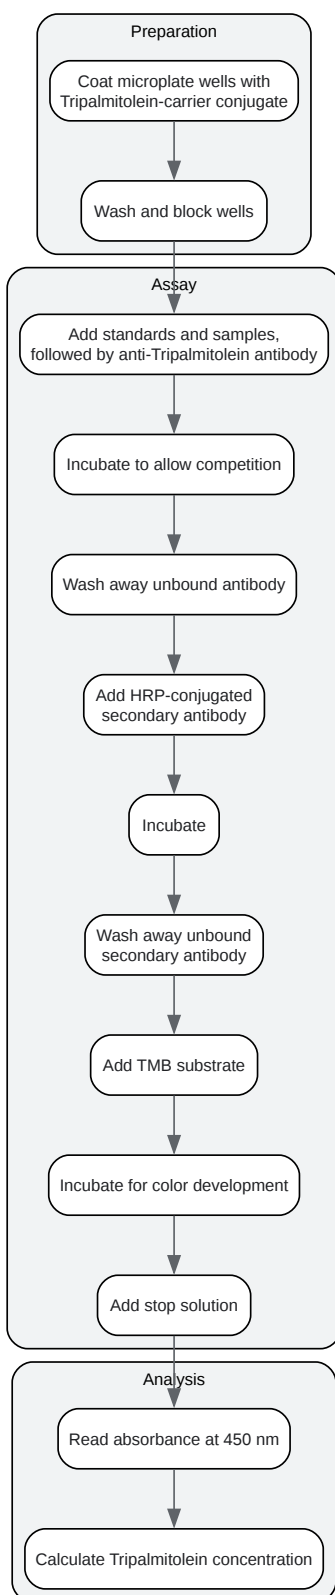 Preparation
Coat microplate wells with
Tripalmitolein-carrier conjugate
Wash and block wells
Assay
Add standards and samples,
followed by anti-Tripalmitolein antibody
Incubate to allow competition
Wash away unbound antibody
Add HRP-conjugated
secondary antibody
Incubate
Wash away unbound
secondary antibody
Add TMB substrate
Incubate for color development
Add stop solution
Analysis
Read absorbance at 450 nm
Calculate Tripalmitolein concentration